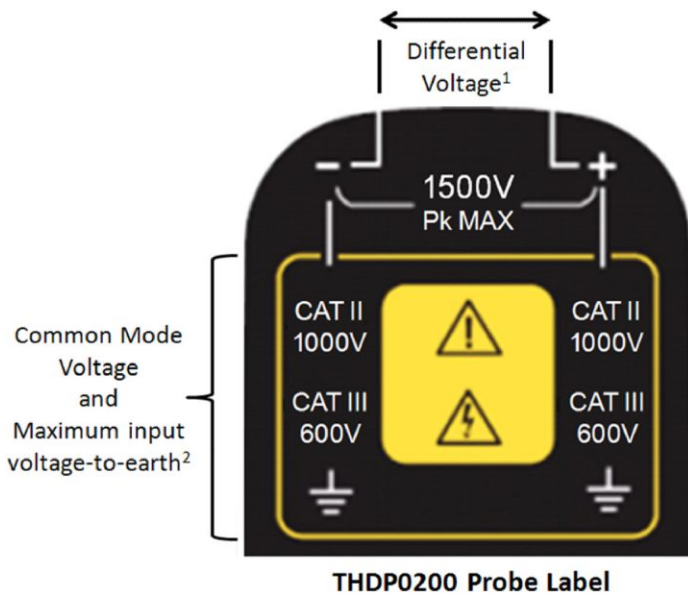 Differential
Voltage¹
- +
1500V
Pk MAX
CAT II
1000V
CAT III
600V
CAT II
1000V
CAT III
600V
Common Mode
Voltage
and
Maximum input
voltage-to-earth²
THDP0200 Probe Label